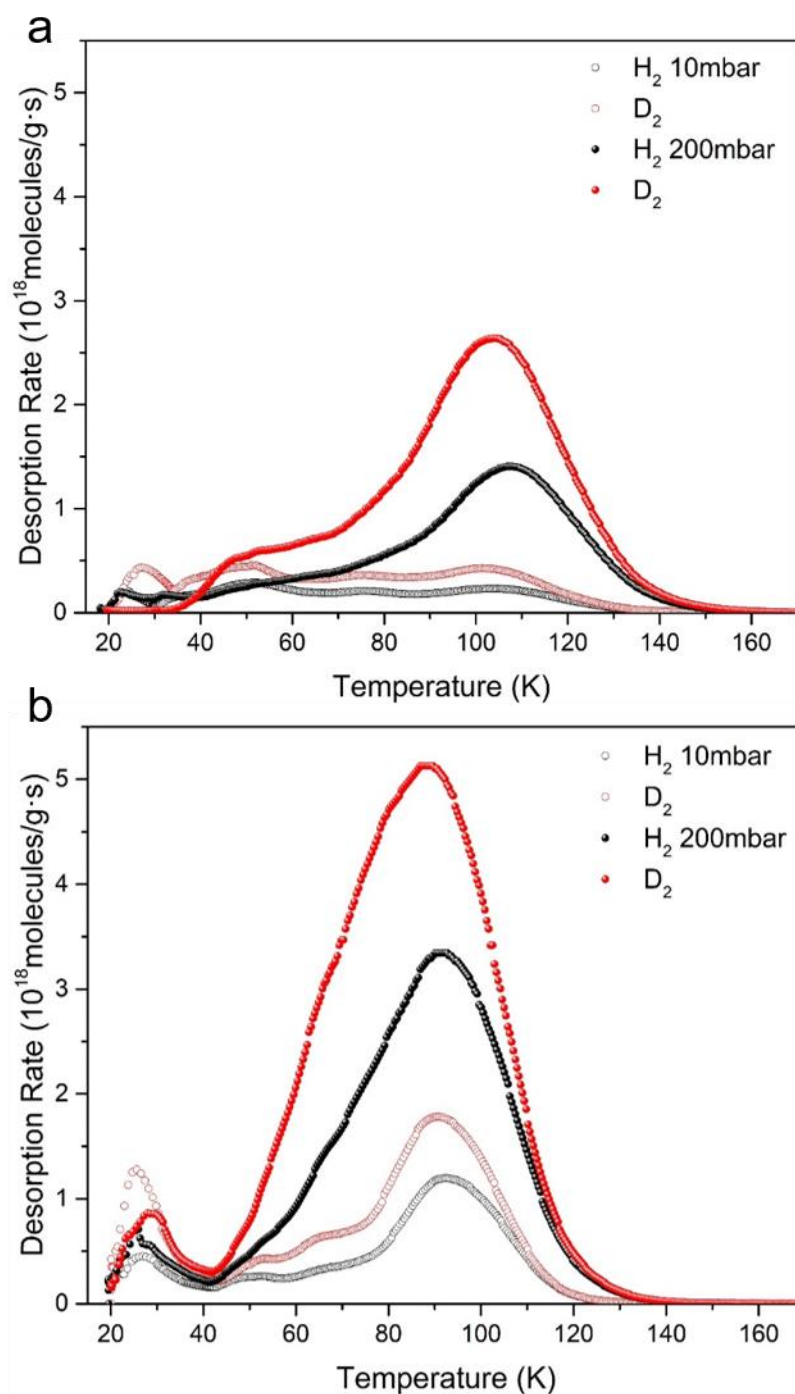 a
5
4
3
2
1
0
Desorption Rate (10¹⁸molecules/g·s)
H₂ 10mbar
D₂
H₂ 200mbar
D₂
20 40 60 80 100 120 140 160
Temperature (K)
b
5
4
3
2
1
0
Desorption Rate (10¹⁸molecules/g·s)
H₂ 10mbar
D₂
H₂ 200mbar
D₂
20 40 60 80 100 120 140 160
Temperature (K)